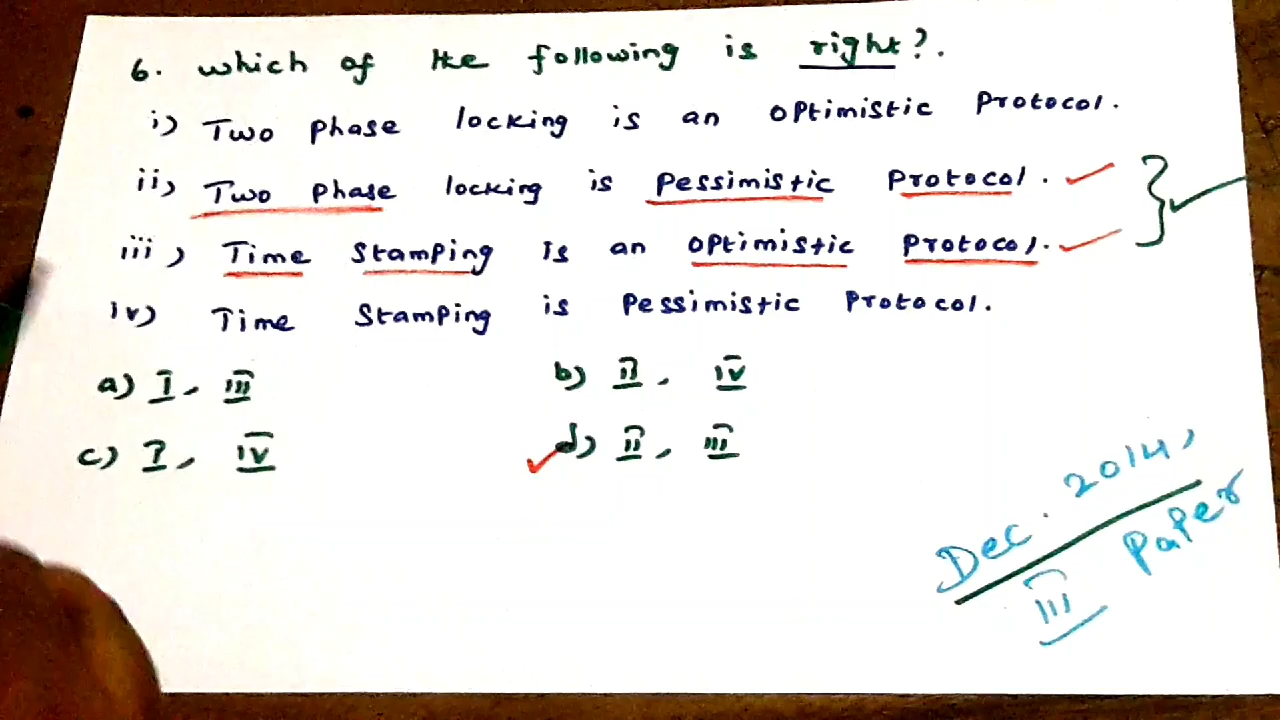 6. which of the following is right?.
i) Two phase locking is an optimistic Protocol.
ii) Two phase locking is Pessimistic Protocol.
iii) Time Stamping is an optimistic Protocol.
iv) Time Stamping is Pessimistic Protocol.
a) I, III b) II, IV
c) I, IV d) II, III
Dec. 2014,
III Paper